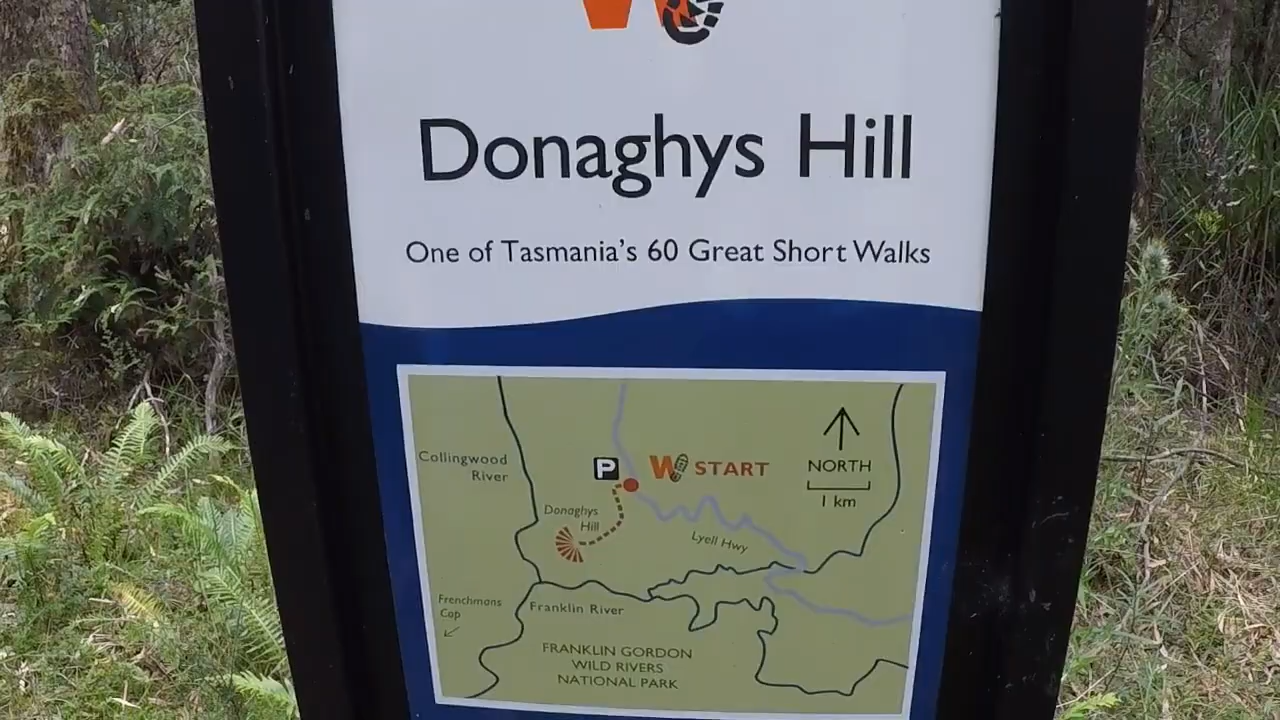 W
Donaghys Hill
One of Tasmania's 60 Great Short Walks
Collingwood
River
P
W START
NORTH
1 km
Donaghys
Hill
Lyell Hwy
Frenchmans
Cap
Franklin River
FRANKLIN GORDON
WILD RIVERS
NATIONAL PARK